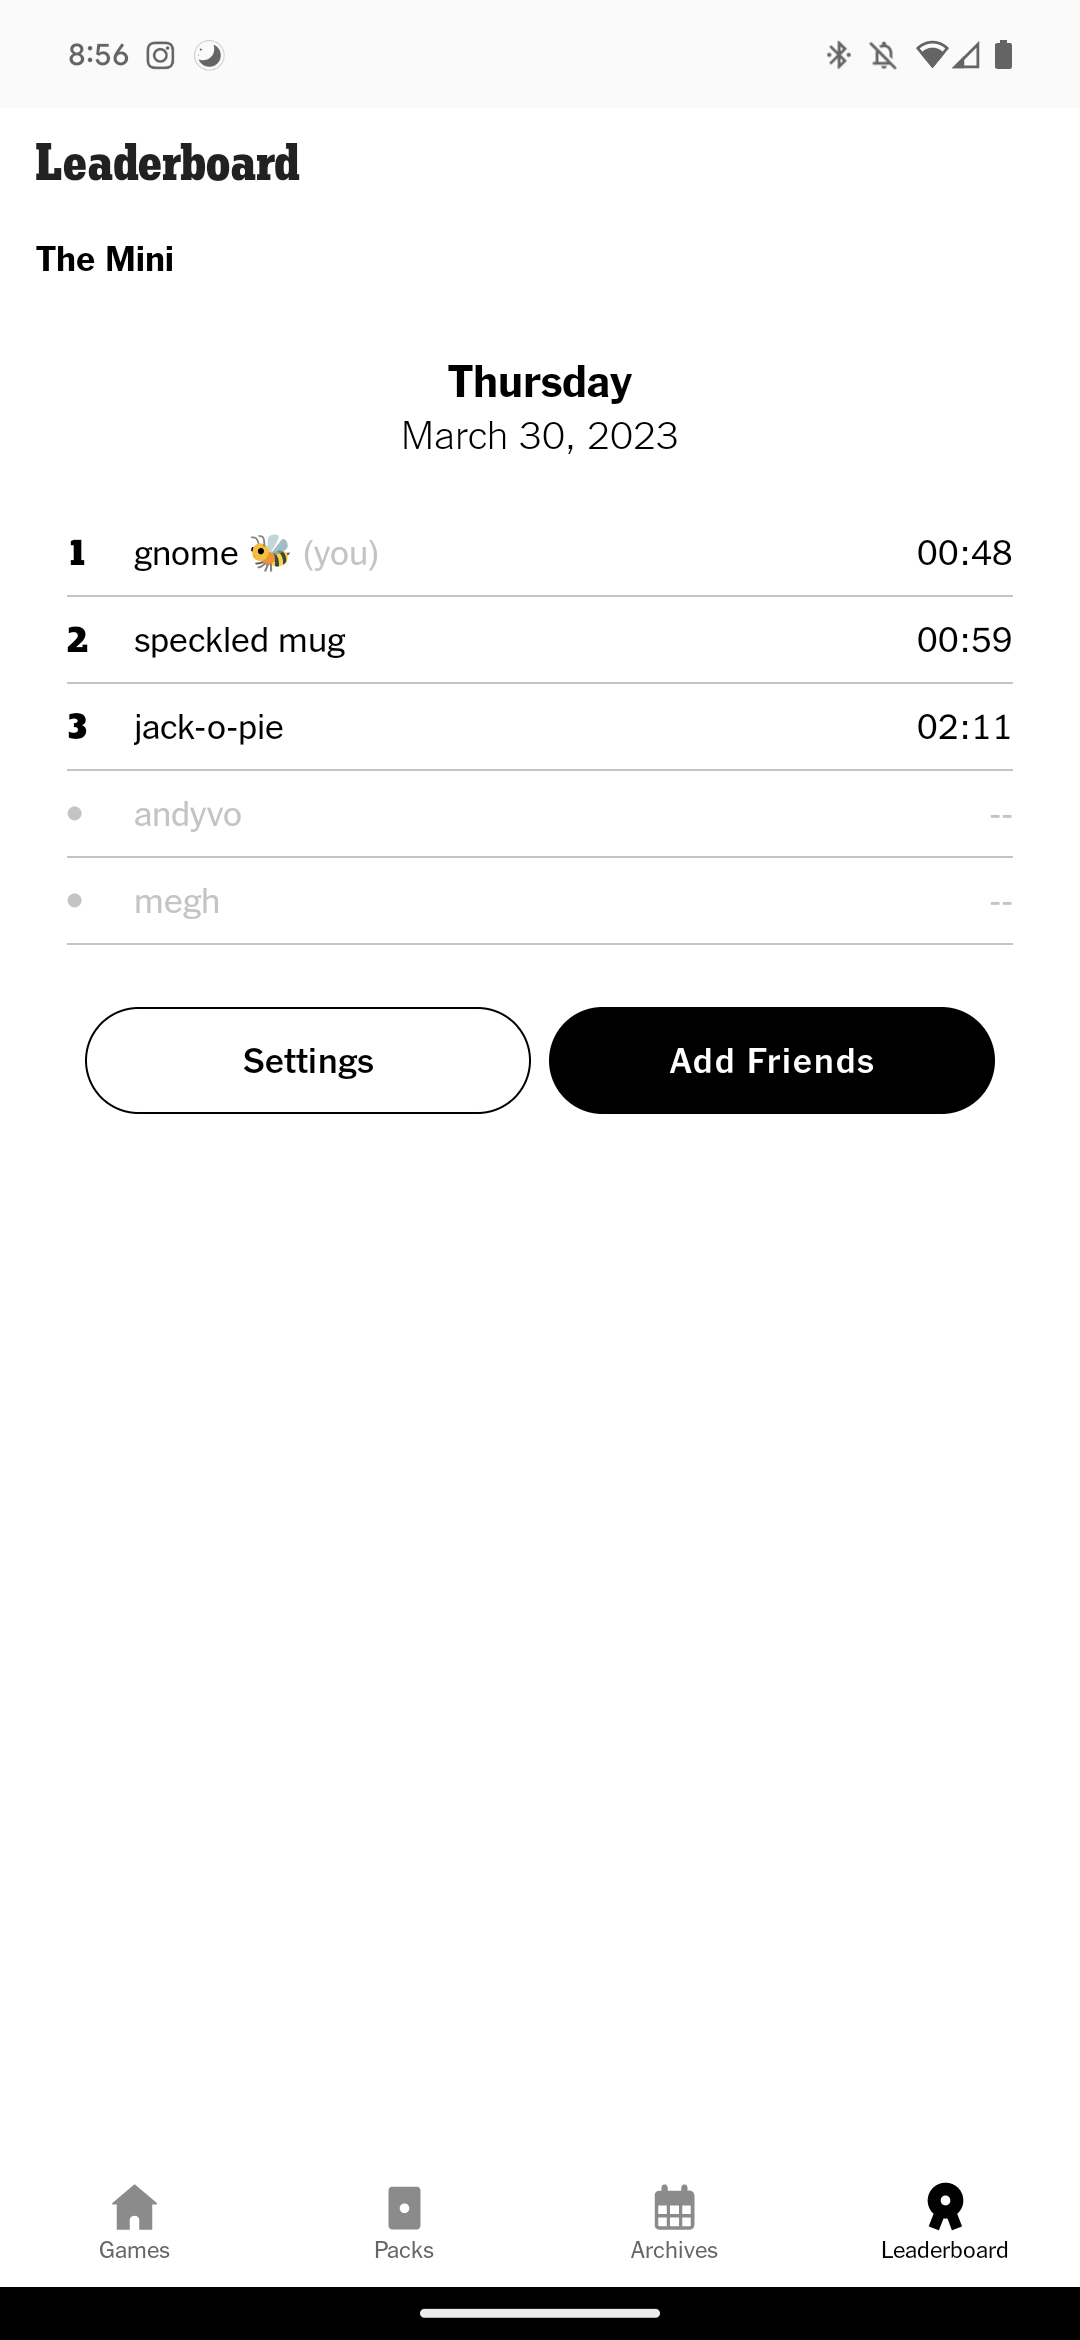 8:56
Leaderboard
The Mini
Thursday
March 30, 2023
1 gnome 🐝 (you) 00:48
2 speckled mug 00:59
3 jack-o-pie 02:11
• andyvo --
• megh --
Settings Add Friends
Games Packs Archives Leaderboard